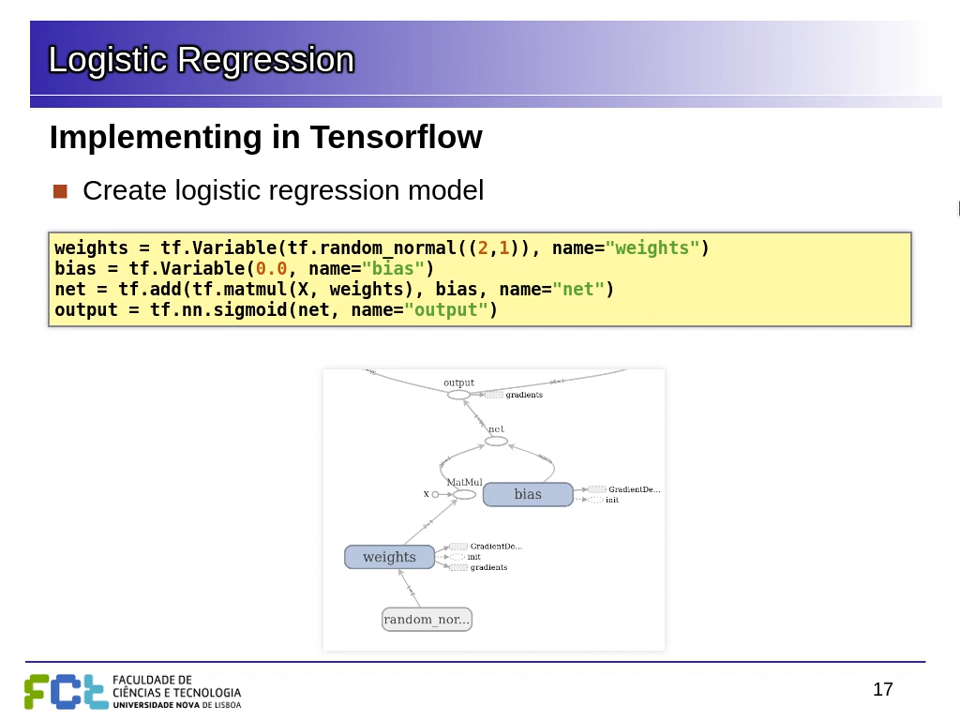 Logistic Regression
Implementing in Tensorflow
Create logistic regression model
weights = tf.Variable(tf.random_normal((2,1)), name="weights")
bias = tf.Variable(0.0, name="bias")
net = tf.add(tf.matmul(X, weights), bias, name="net")
output = tf.nn.sigmoid(net, name="output")
output
gradients
net
MatMul
X
bias
GradientDe...
init
weights
GradientDe...
init
gradients
random_nor...
FCt FACULDADE DE
CIÊNCIAS E TECNOLOGIA
UNIVERSIDADE NOVA DE LISBOA
17